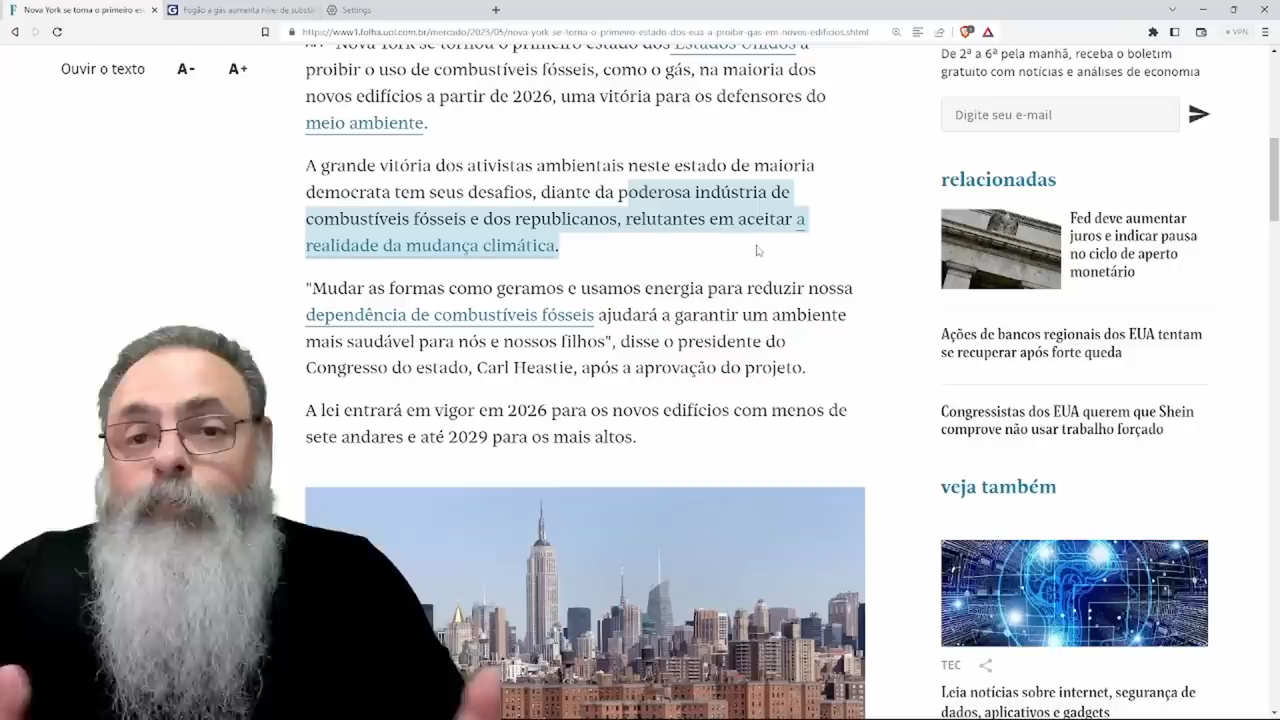 Nova York se torna o primeiro es
Fogão a gás aumenta nível de substâ
Settings
https://www1.folha.uol.com.br/mercado/2023/05/nova-york-se-torna-o-primeiro-estado-dos-eua-a-proibir-gas-em-novos-edificios.shtml
VPN
Ouvir o texto A- A+
Nova York se tornou o primeiro estado dos Estados Unidos a
proibir o uso de combustíveis fósseis, como o gás, na maioria dos
novos edifícios a partir de 2026, uma vitória para os defensores do
meio ambiente.
A grande vitória dos ativistas ambientais neste estado de maioria
democrata tem seus desafios, diante da poderosa indústria de
combustíveis fósseis e dos republicanos, relutantes em aceitar a
realidade da mudança climática.
"Mudar as formas como geramos e usamos energia para reduzir nossa
dependência de combustíveis fósseis ajudará a garantir um ambiente
mais saudável para nós e nossos filhos", disse o presidente do
Congresso do estado, Carl Heastie, após a aprovação do projeto.
A lei entrará em vigor em 2026 para os novos edifícios com menos de
sete andares e até 2029 para os mais altos.
De 2ª a 6ª pela manhã, receba o boletim
gratuito com notícias e análises de economia
Digite seu e-mail
relacionadas
Fed deve aumentar
juros e indicar pausa
no ciclo de aperto
monetário
Ações de bancos regionais dos EUA tentam
se recuperar após forte queda
Congressistas dos EUA querem que Shein
comprove não usar trabalho forçado
veja também
TEC
Leia notícias sobre internet, segurança de
dados, aplicativos e gadgets